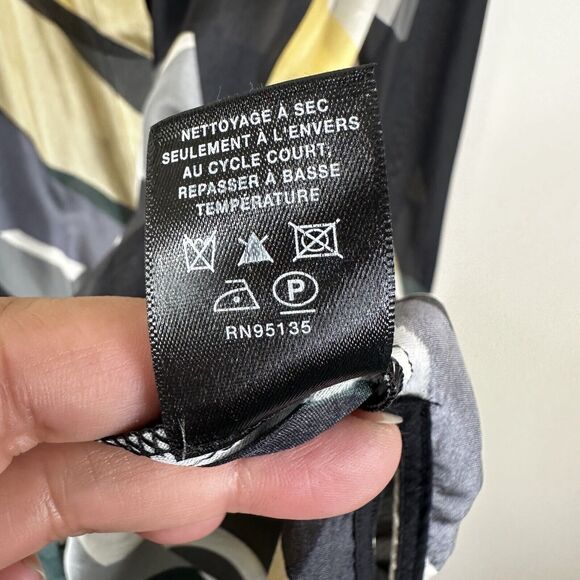 NETTOYAGE À SEC
SEULEMENT À L'ENVERS
AU CYCLE COURT.
REPASSER À BASSE
TEMPÉRATURE
P
RN95135